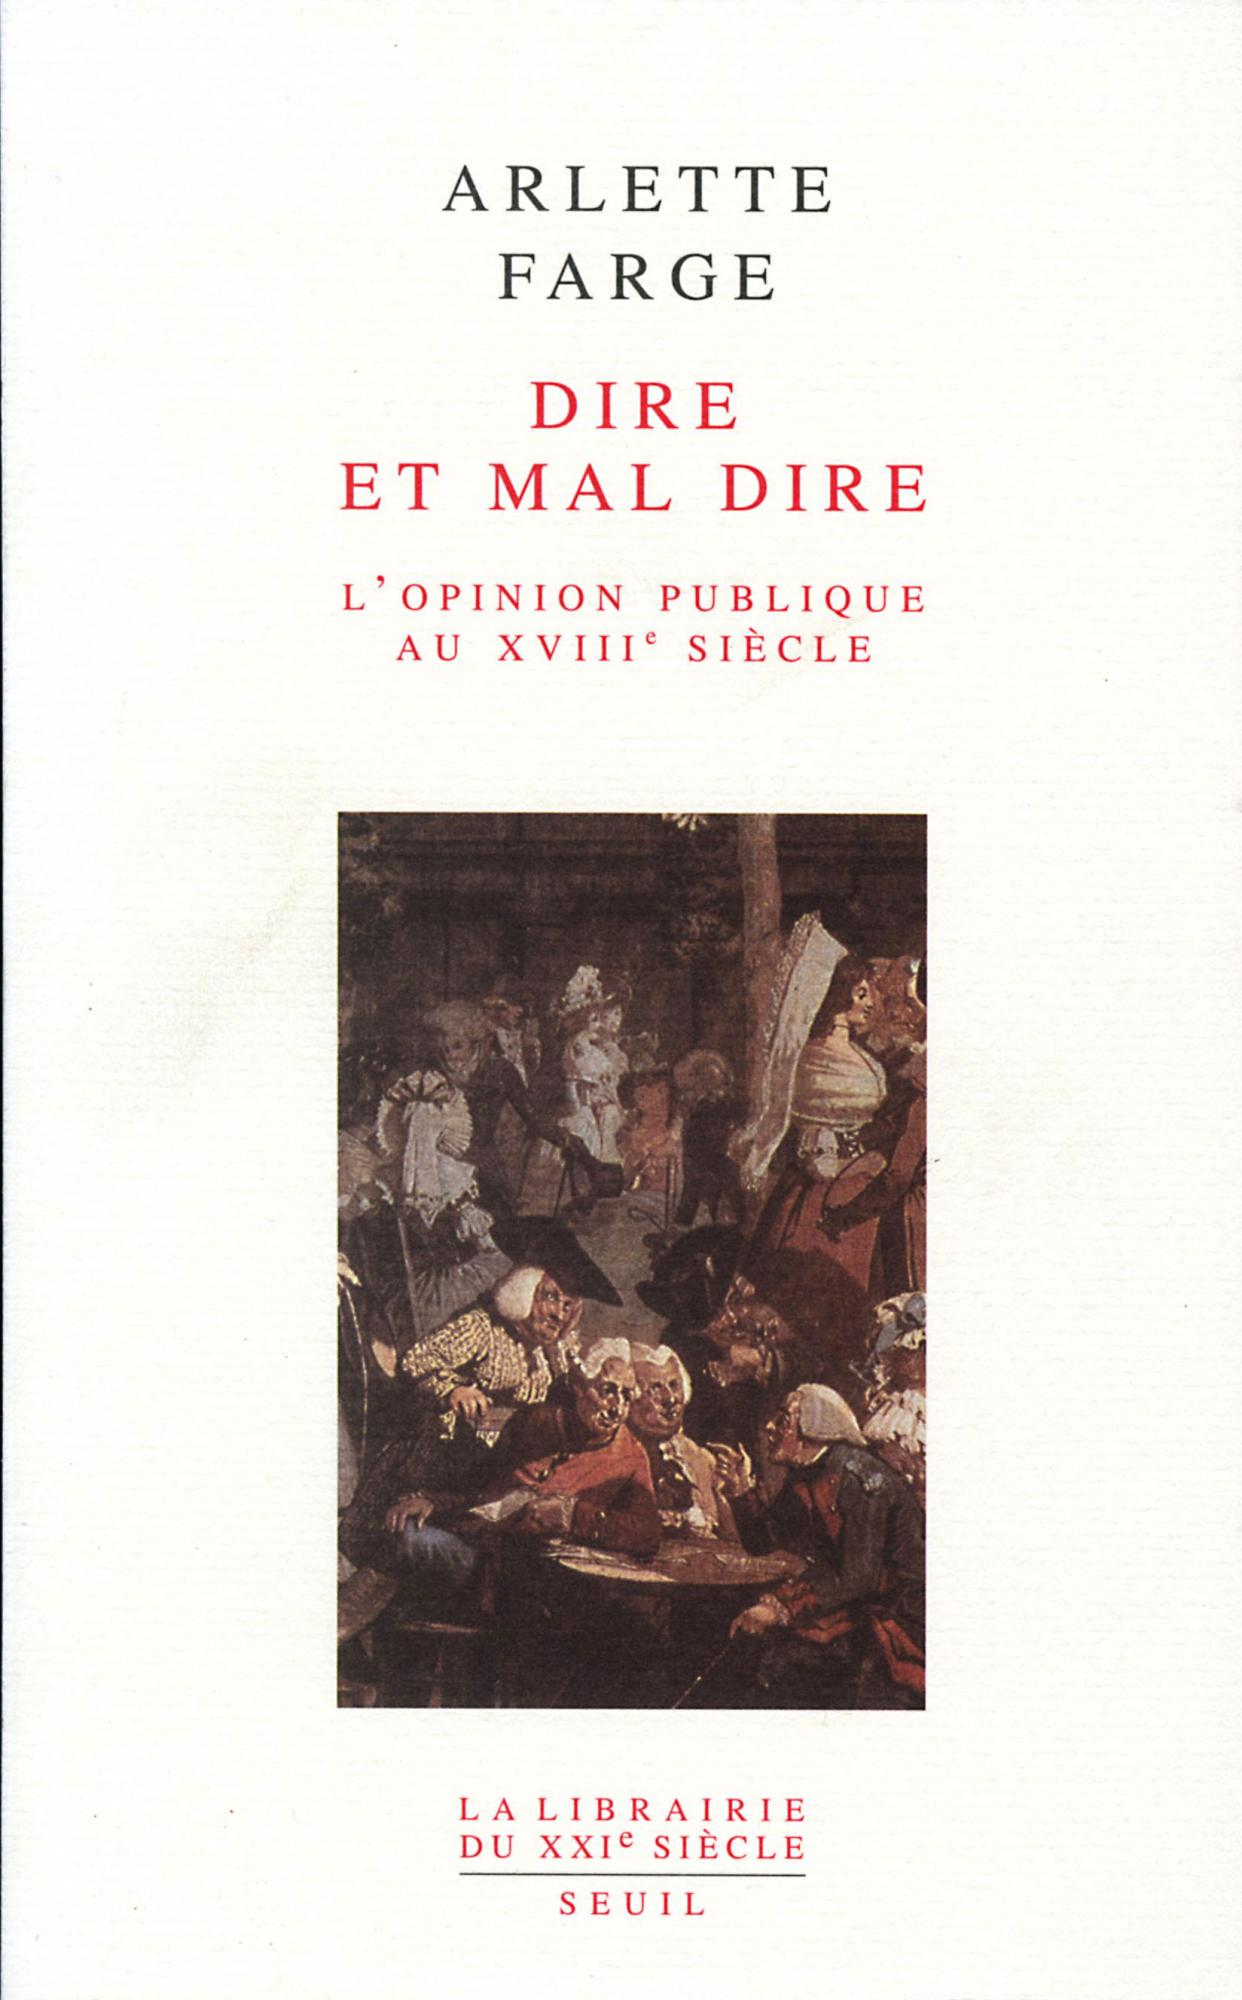 ARLETTE
FARGE
DIRE
ET MAL DIRE
L'OPINION PUBLIQUE
AU XVIIIe SIÈCLE
LA LIBRAIRIE
DU XXIe SIÈCLE
SEUIL